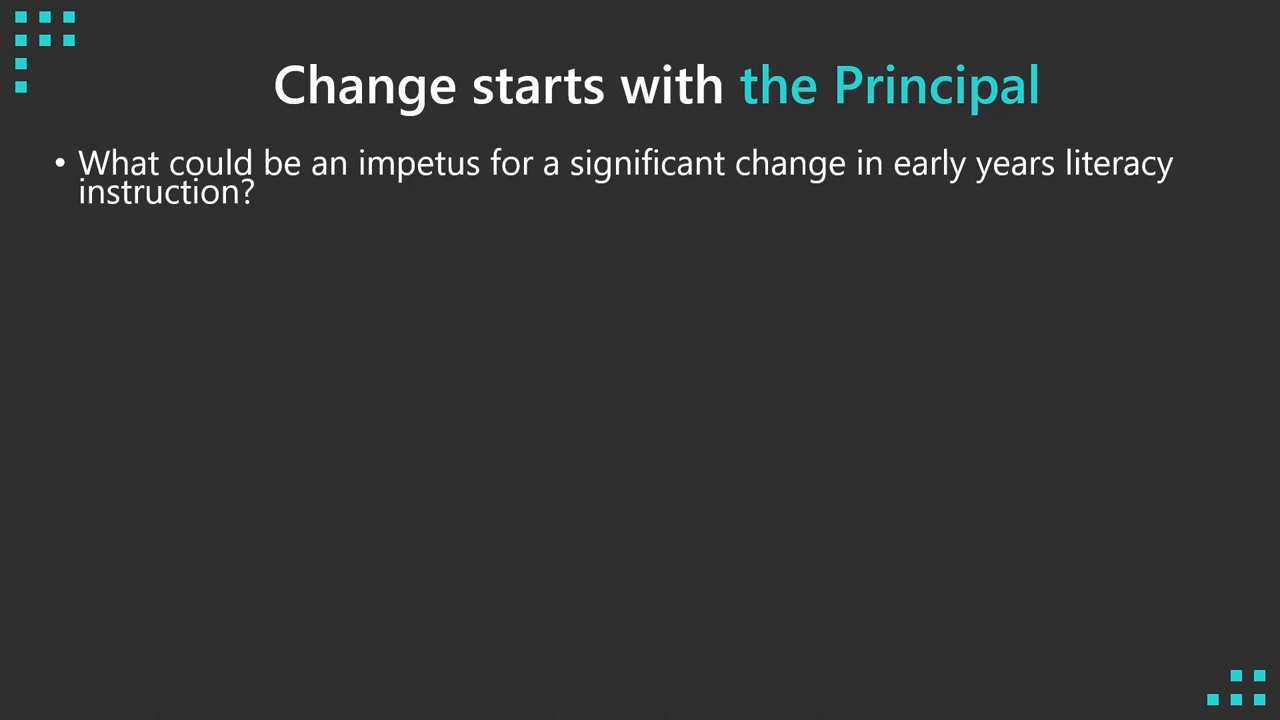 Change starts with the Principal
• What could be an impetus for a significant change in early years literacy
instruction?